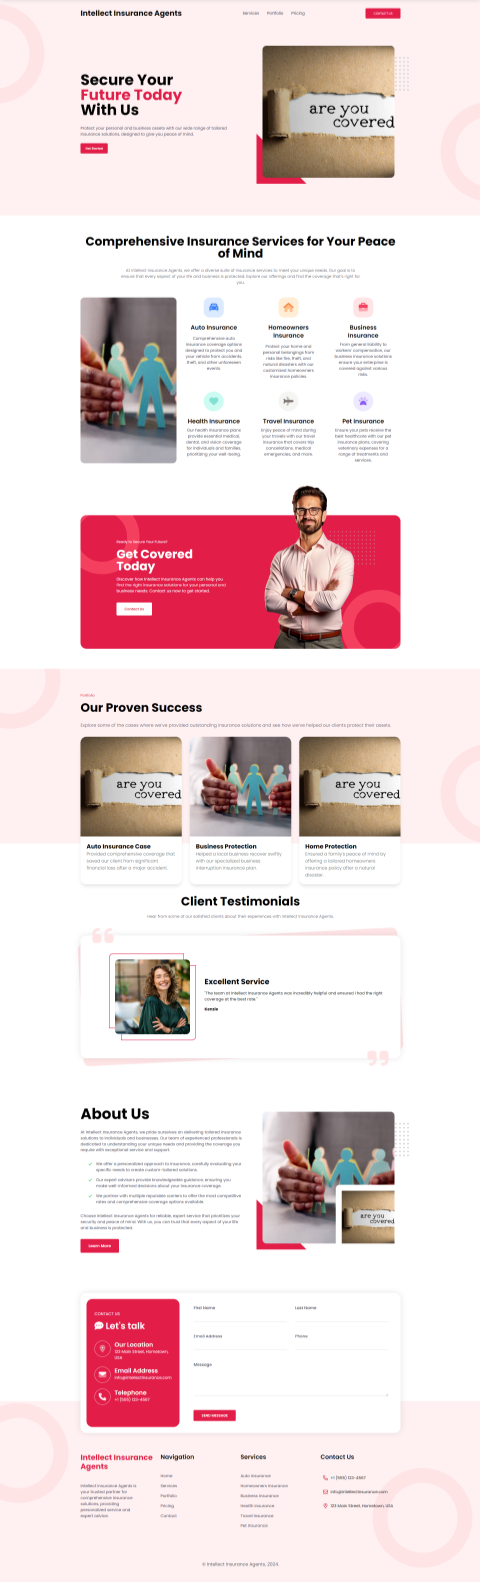 Intellect Insurance Agents
Services Portfolio Pricing
CONTACT US
Secure Your
Future Today
With Us
Protect your personal and business assets with our wide range of tailored
insurance solutions, designed to give you peace of mind.
Get Started
are you
covered
Comprehensive Insurance Services for Your Peace
of Mind
At Intellect Insurance Agents, we offer a diverse suite of insurance services to meet your unique needs. Our goal is to
ensure that every aspect of your life and business is protected. Explore our offerings and find the coverage that's right for
you.
Auto Insurance
Comprehensive auto
insurance coverage options
designed to protect you and
your vehicle from accidents,
theft, and other unforeseen
events.
Homeowners
Insurance
Protect your home and
personal belongings from
risks like fire, theft, and
natural disasters with our
customized homeowners
insurance policies.
Business
Insurance
From general liability to
workers' compensation, our
business insurance solutions
ensure your enterprise is
covered against various
risks.
Health Insurance
Our health insurance plans
provide essential medical,
dental, and vision coverage
for individuals and families,
prioritizing your well-being.
Travel Insurance
Enjoy peace of mind during
your travels with our travel
insurance that covers trip
cancellations, medical
emergencies, and more.
Pet Insurance
Ensure your pets receive the
best healthcare with our pet
insurance plans, covering
veterinary expenses for a
range of treatments and
services.
Ready to Secure Your Future?
Get Covered
Today
Discover how Intellect Insurance Agents can help you
find the right insurance solutions for your personal and
business needs. Contact us now to get started.
Contact Us
Portfolio
Our Proven Success
Explore some of the cases where we've provided outstanding insurance solutions and see how we've helped our clients protect their assets.
are you
covered
are you
covered
Auto Insurance Case
Provided comprehensive coverage that
saved our client from significant
financial loss after a major accident.
Business Protection
Helped a local business recover swiftly
with our specialized business
interruption insurance plan.
Home Protection
Ensured a family's peace of mind by
offering a tailored homeowners
insurance policy after a natural
disaster.
Client Testimonials
Hear from some of our satisfied clients about their experiences with Intellect Insurance Agents.
Excellent Service
"The team at Intellect Insurance Agents was incredibly helpful and ensured I had the right
coverage at the best rate."
Kenzie
About Us
At Intellect Insurance Agents, we pride ourselves on delivering tailored insurance
solutions to individuals and businesses. Our team of experienced professionals is
dedicated to understanding your unique needs and providing the coverage you
require with exceptional service and support.
We offer a personalized approach to insurance, carefully evaluating your
specific needs to create custom-tailored solutions.
Our expert advisors provide knowledgeable guidance, ensuring you
make well-informed decisions about your insurance coverage.
We partner with multiple reputable carriers to offer the most competitive
rates and comprehensive coverage options available.
Choose Intellect Insurance Agents for reliable, expert service that prioritizes your
security and peace of mind. With us, you can trust that every aspect of your life
and business is protected.
Learn More
are you
covered
CONTACT US
Let's talk
Our Location
123 Main Street, Hometown,
USA
Email Address
info@intellectinsurance.com
Telephone
+1 (555) 123-4567
First Name
Last Name
Email Address
Phone
Message
SEND MESSAGE
Intellect Insurance
Agents
Intellect Insurance Agents is
your trusted partner for
comprehensive insurance
solutions, providing
personalized service and
expert advice.
Navigation
Home
Services
Portfolio
Pricing
Contact
Services
Auto Insurance
Homeowners Insurance
Business Insurance
Health Insurance
Travel Insurance
Pet Insurance
Contact Us
+1 (555) 123-4567
info@intellectinsurance.com
123 Main Street, Hometown, USA
© Intellect Insurance Agents, 2024.